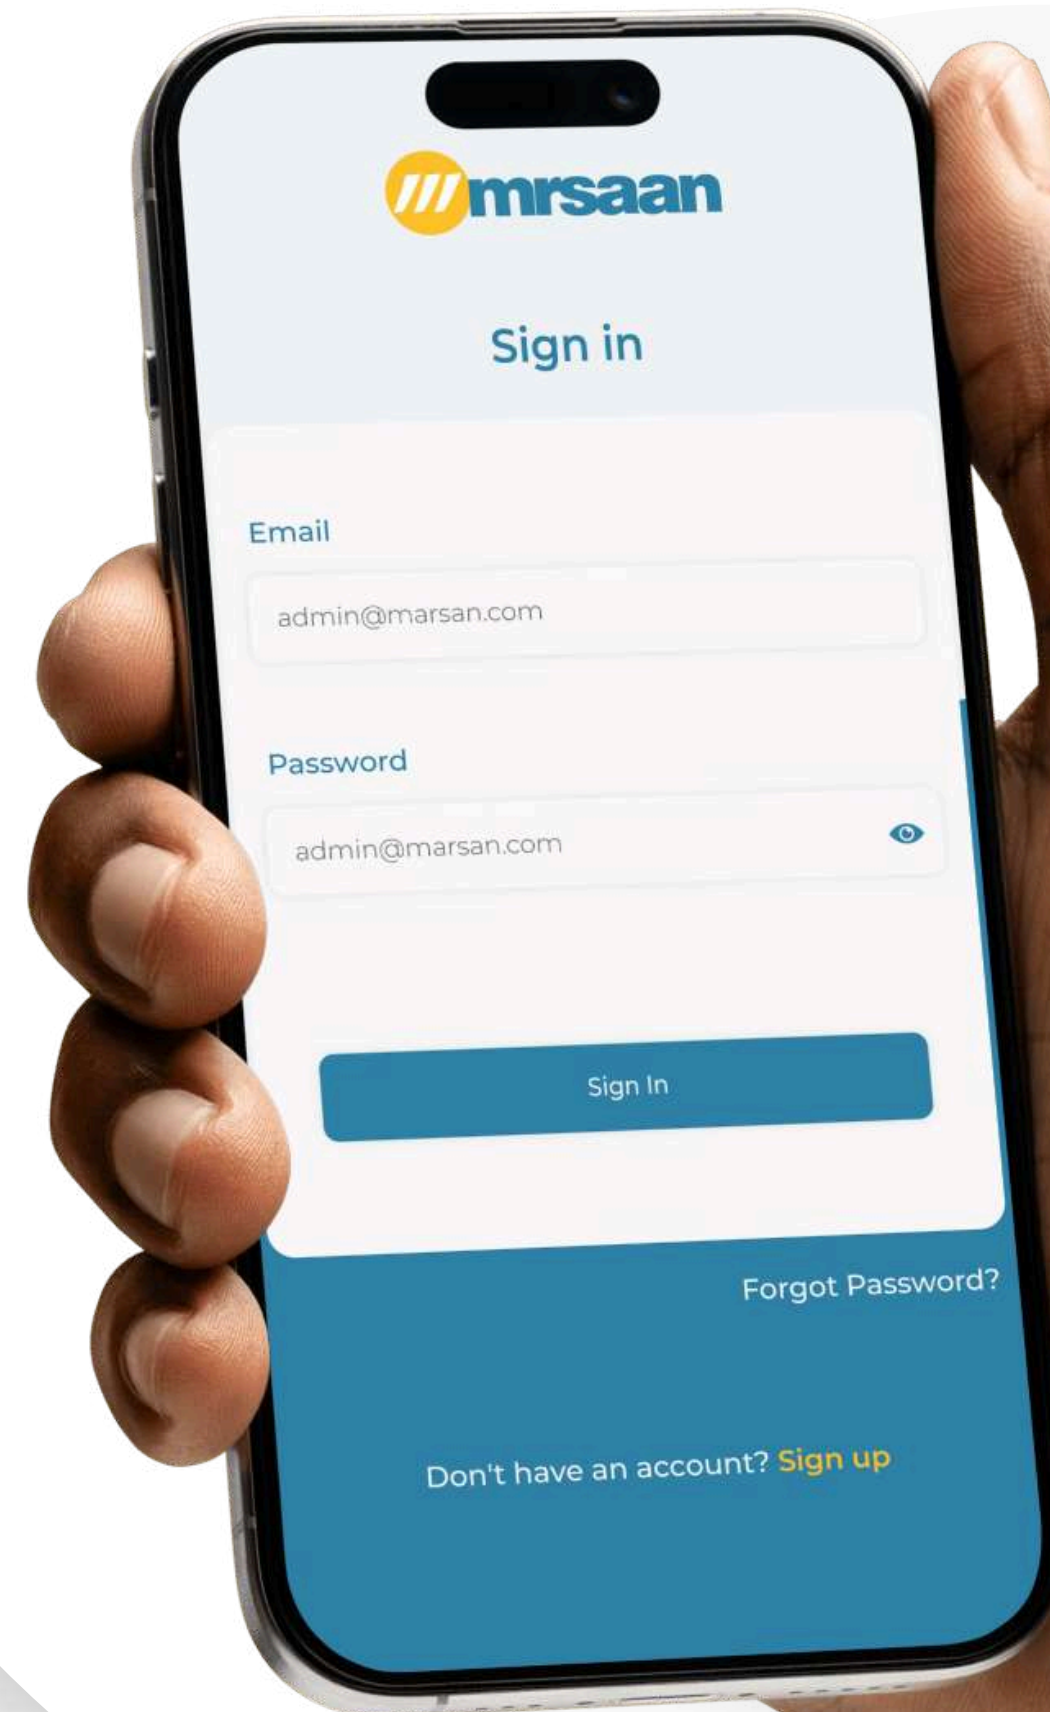 mrsaan
Sign in
Email
admin@marsan.com
Password
admin@marsan.com
Sign In
Forgot Password?
Don't have an account? Sign up